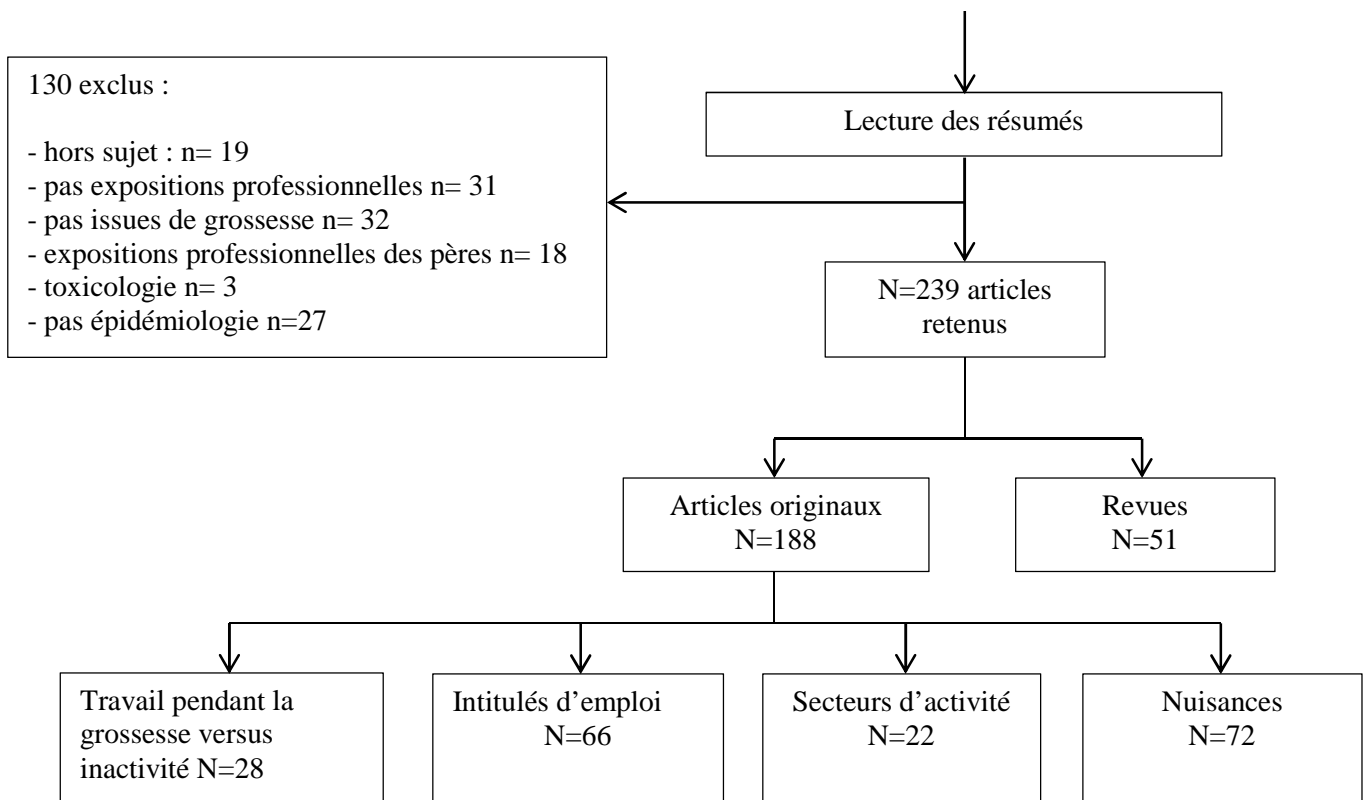 130 exclus :
- hors sujet : n= 19
- pas expositions professionnelles n= 31
- pas issues de grossesse n= 32
- expositions professionnelles des pères n= 18
- toxicologie n= 3
- pas épidémiologie n=27
Lecture des résumés
N=239 articles
retenus
Articles originaux
N=188
Revues
N=51
Travail pendant la
grossesse versus
inactivité N=28
Intitulés d’emploi
N=66
Secteurs d’activité
N=22
Nuisances
N=72